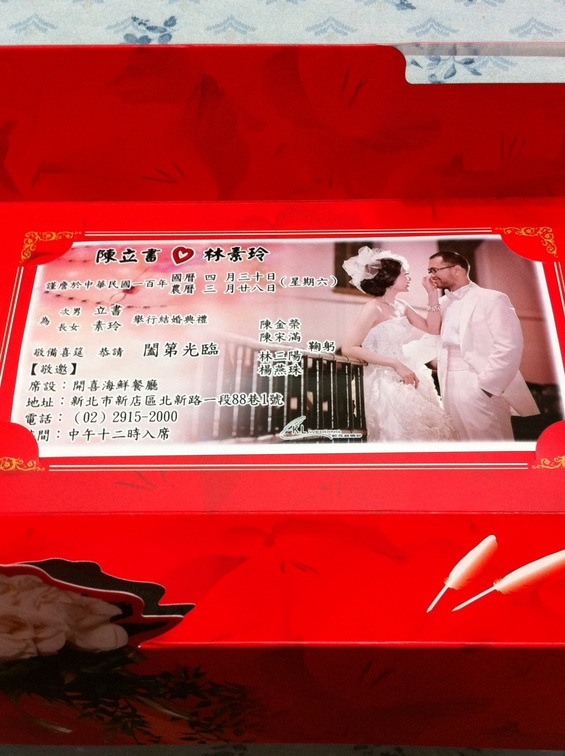 陳立書 林素玲
謹詹於中華民國一百年 國曆 四 月三十日 (星期六)
農曆 三 月廿八日
為 次男 立書 舉行結婚典禮
長女 素玲
陳金榮
陳宋滿
鞠躬
林三陽
楊燕珠
敬備喜筵 恭請 闔第光臨
【敬邀】
席設：開喜海鮮餐廳
地址：新北市新店區北新路一段88巷1號
電話：(02) 2915-2000
間：中午十二時入席
KL